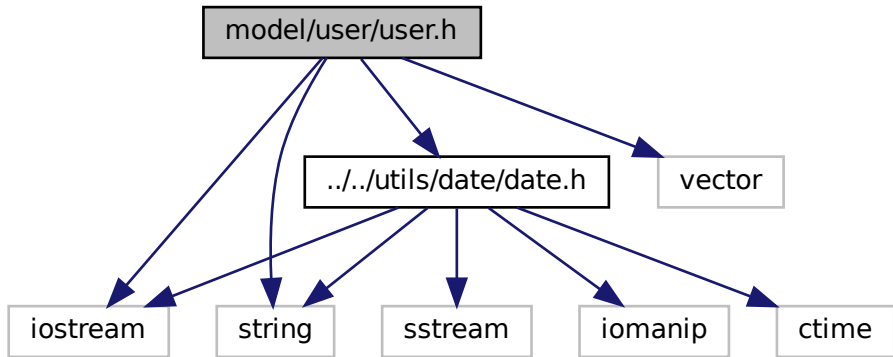 model/user/user.h
../../utils/date/date.h
vector
iostream
string
sstream
iomanip
ctime